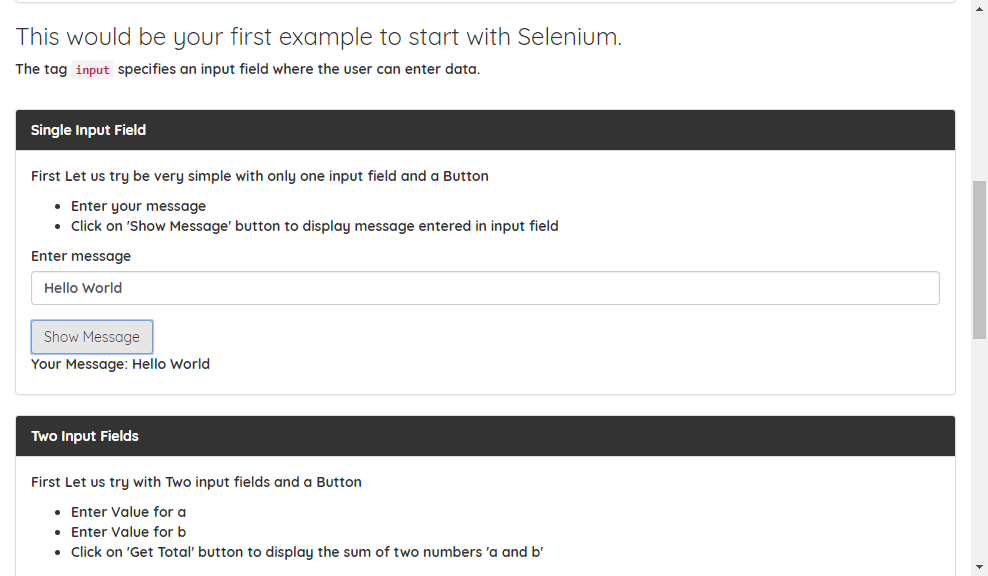 This would be your first example to start with Selenium.
The tag input specifies an input field where the user can enter data.
Single Input Field
First Let us try be very simple with only one input field and a Button
Enter your message
Click on 'Show Message' button to display message entered in input field
Enter message
Hello World
Show Message
Your Message: Hello World
Two Input Fields
First Let us try with Two input fields and a Button
Enter Value for a
Enter Value for b
Click on 'Get Total' button to display the sum of two numbers 'a and b'